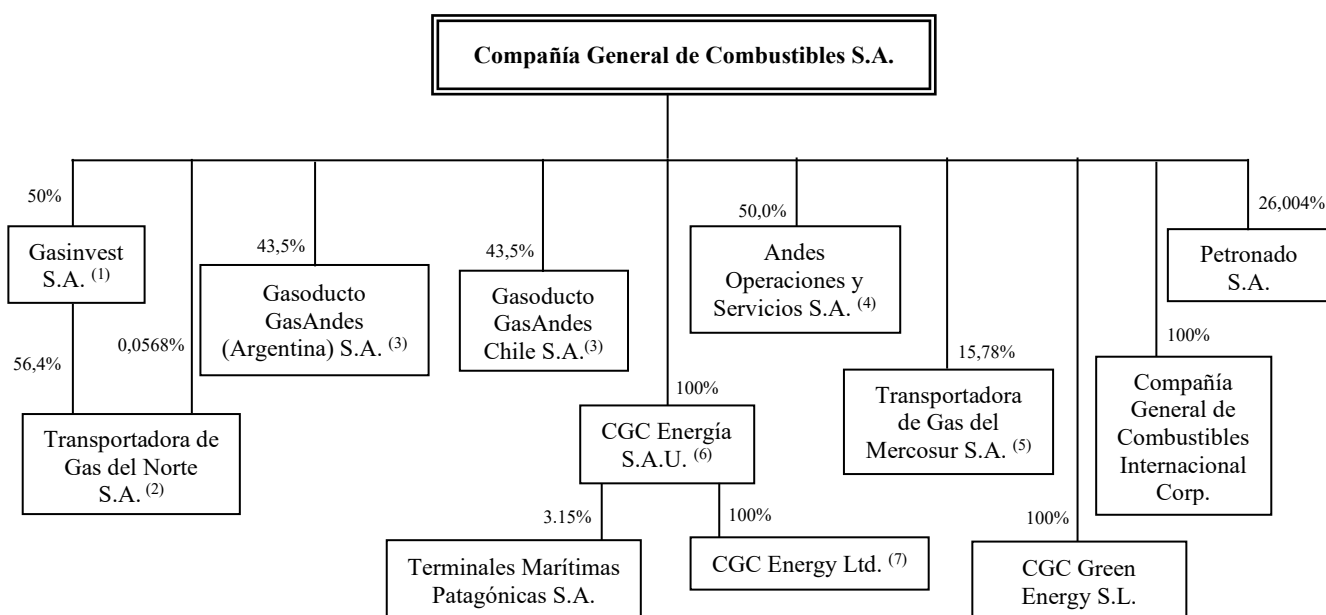 Compañía General de Combustibles S.A.
50%
Gasinvest
S.A. (1)
56,4%
0,0568%
Transportadora de
Gas del Norte
S.A. (2)
43,5%
Gasoducto
GasAndes
(Argentina) S.A. (3)
43,5%
Gasoducto
GasAndes
Chile S.A.(3)
100%
CGC Energía
S.A.U. (6)
3.15%
Terminales Marítimas
Patagónicas S.A.
100%
CGC Energy Ltd. (7)
50,0%
Andes
Operaciones y
Servicios S.A. (4)
15,78%
Transportadora
de Gas del
Mercosur S.A. (5)
100%
CGC Green
Energy S.L.
100%
Compañía
General de
Combustibles
Internacional
Corp.
26,004%
Petronado
S.A.